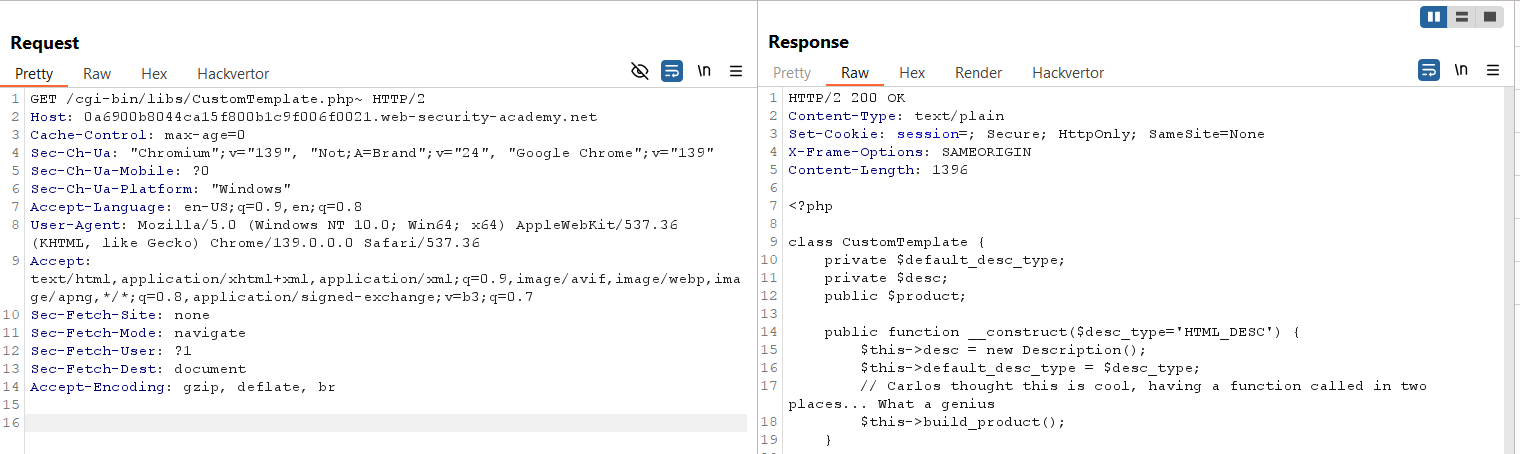 Request
Pretty Raw Hex Hackvertor \n
1 GET /cgi-bin/libs/CustomTemplate.php~ HTTP/2
2 Host: 0a6900b8044ca15f800b1c9f006f0021.web-security-academy.net
3 Cache-Control: max-age=0
4 Sec-Ch-Ua: "Chromium";v="139", "Not;A=Brand";v="24", "Google Chrome";v="139"
5 Sec-Ch-Ua-Mobile: ?0
6 Sec-Ch-Ua-Platform: "Windows"
7 Accept-Language: en-US;q=0.9,en;q=0.8
8 User-Agent: Mozilla/5.0 (Windows NT 10.0; Win64; x64) AppleWebKit/537.36
(KHTML, like Gecko) Chrome/139.0.0.0 Safari/537.36
9 Accept:
text/html,application/xhtml+xml,application/xml;q=0.9,image/avif,image/webp,ima
ge/apng,*/*;q=0.8,application/signed-exchange;v=b3;q=0.7
10 Sec-Fetch-Site: none
11 Sec-Fetch-Mode: navigate
12 Sec-Fetch-User: ?1
13 Sec-Fetch-Dest: document
14 Accept-Encoding: gzip, deflate, br
15
16
Response
Pretty Raw Hex Render Hackvertor \n
1 HTTP/2 200 OK
2 Content-Type: text/plain
3 Set-Cookie: session=; Secure; HttpOnly; SameSite=None
4 X-Frame-Options: SAMEORIGIN
5 Content-Length: 1396
6
7 <?php
8
9 class CustomTemplate {
10     private $default_desc_type;
11     private $desc;
12     public $product;
13
14     public function __construct($desc_type='HTML_DESC') {
15         $this->desc = new Description();
16         $this->default_desc_type = $desc_type;
17         // Carlos thought this is cool, having a function called in two
places... What a genius
18         $this->build_product();
19     }